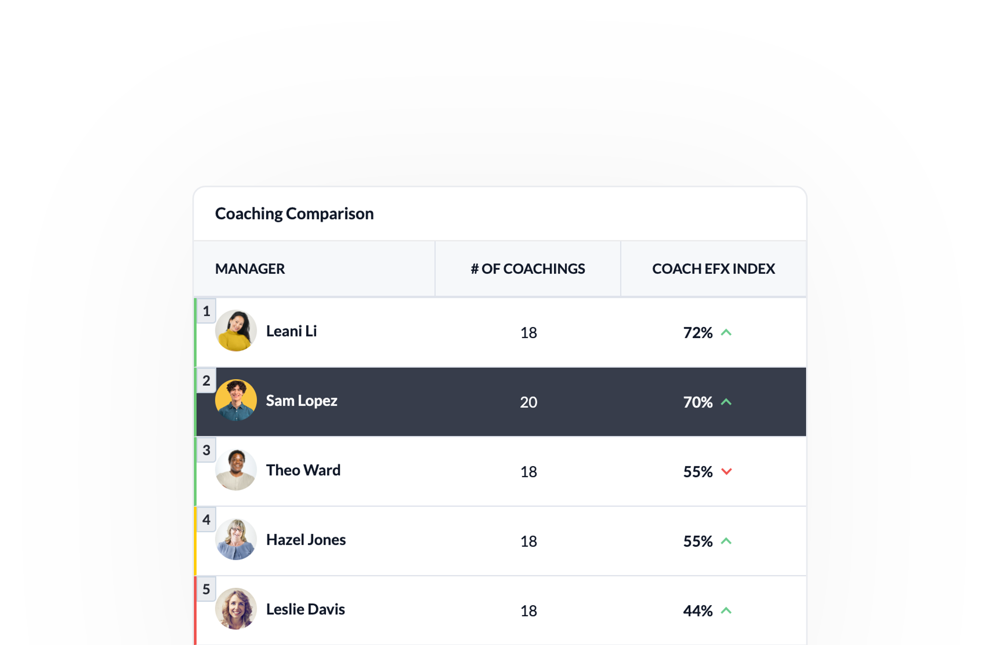 Coaching Comparison
MANAGER # OF COACHINGS COACH EFX INDEX
1 Leani Li 18 72%
2 Sam Lopez 20 70%
3 Theo Ward 18 55%
4 Hazel Jones 18 55%
5 Leslie Davis 18 44%